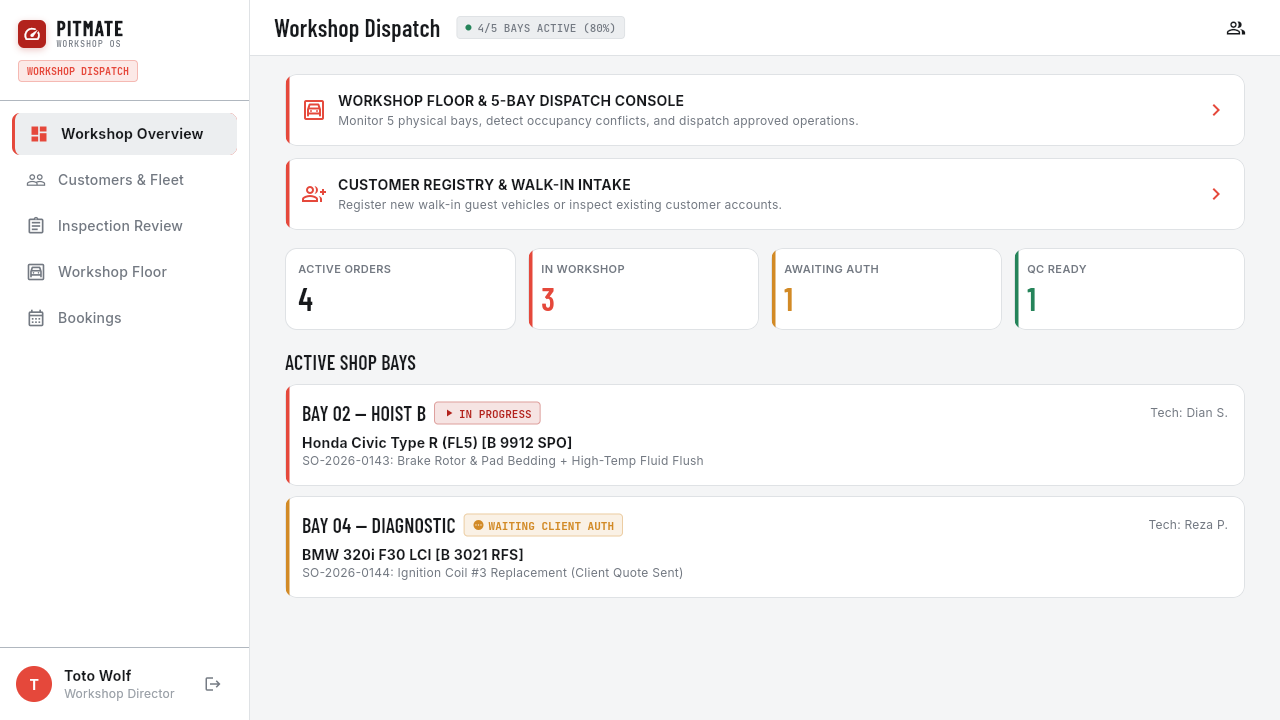 PITMATE
WORKSHOP OS
WORKSHOP DISPATCH
Workshop Overview
Customers & Fleet
Inspection Review
Workshop Floor
Bookings
T
Toto Wolf
Workshop Director
Workshop Dispatch
4/5 BAYS ACTIVE (80%)
WORKSHOP FLOOR & 5-BAY DISPATCH CONSOLE
Monitor 5 physical bays, detect occupancy conflicts, and dispatch approved operations.
CUSTOMER REGISTRY & WALK-IN INTAKE
Register new walk-in guest vehicles or inspect existing customer accounts.
ACTIVE ORDERS
4
IN WORKSHOP
3
AWAITING AUTH
1
QC READY
1
ACTIVE SHOP BAYS
BAY 02 — HOIST B
IN PROGRESS
Tech: Dian S.
Honda Civic Type R (FL5) [B 9912 SPO]
SO-2026-0143: Brake Rotor & Pad Bedding + High-Temp Fluid Flush
BAY 04 — DIAGNOSTIC
WAITING CLIENT AUTH
Tech: Reza P.
BMW 320i F30 LCI [B 3021 RFS]
SO-2026-0144: Ignition Coil #3 Replacement (Client Quote Sent)